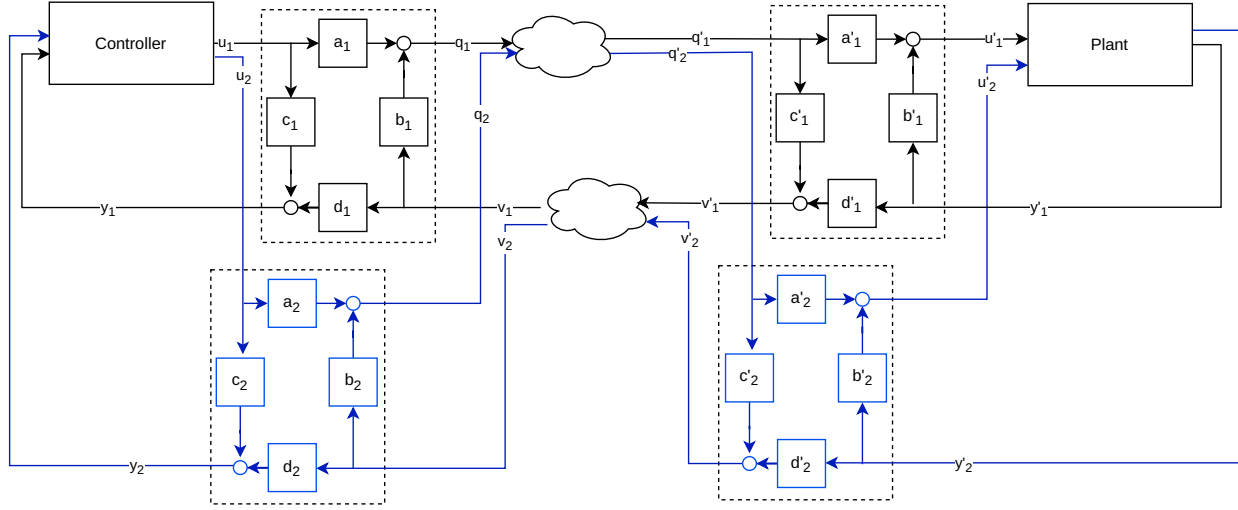 Controller
u₁
a₁
q₁
q'₁
a'₁
u'₁
Plant
q'₂
u₂
u'₂
c₁
b₁
q₂
c'₁
b'₁
y₁
d₁
v₁
v'₁
d'₁
y'₁
v₂
v'₂
a₂
a'₂
c₂
b₂
c'₂
b'₂
y₂
d₂
d'₂
y'₂